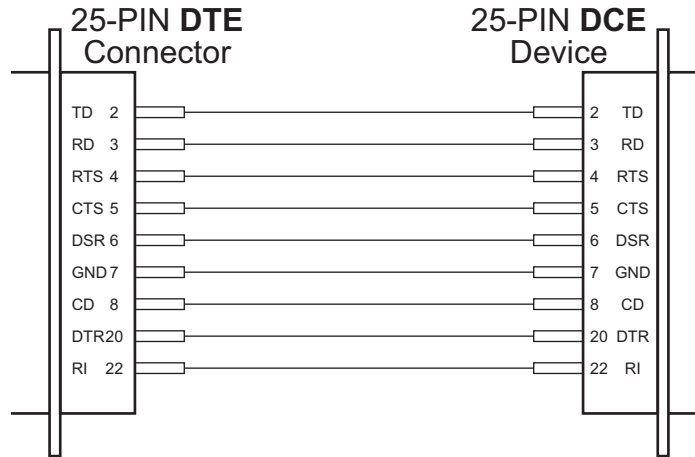 25-PIN DTE
Connector
25-PIN DCE
Device
TD 2
RD 3
RTS 4
CTS 5
DSR 6
GND 7
CD 8
DTR 20
RI 22
2 TD
3 RD
4 RTS
5 CTS
6 DSR
7 GND
8 CD
20 DTR
22 RI